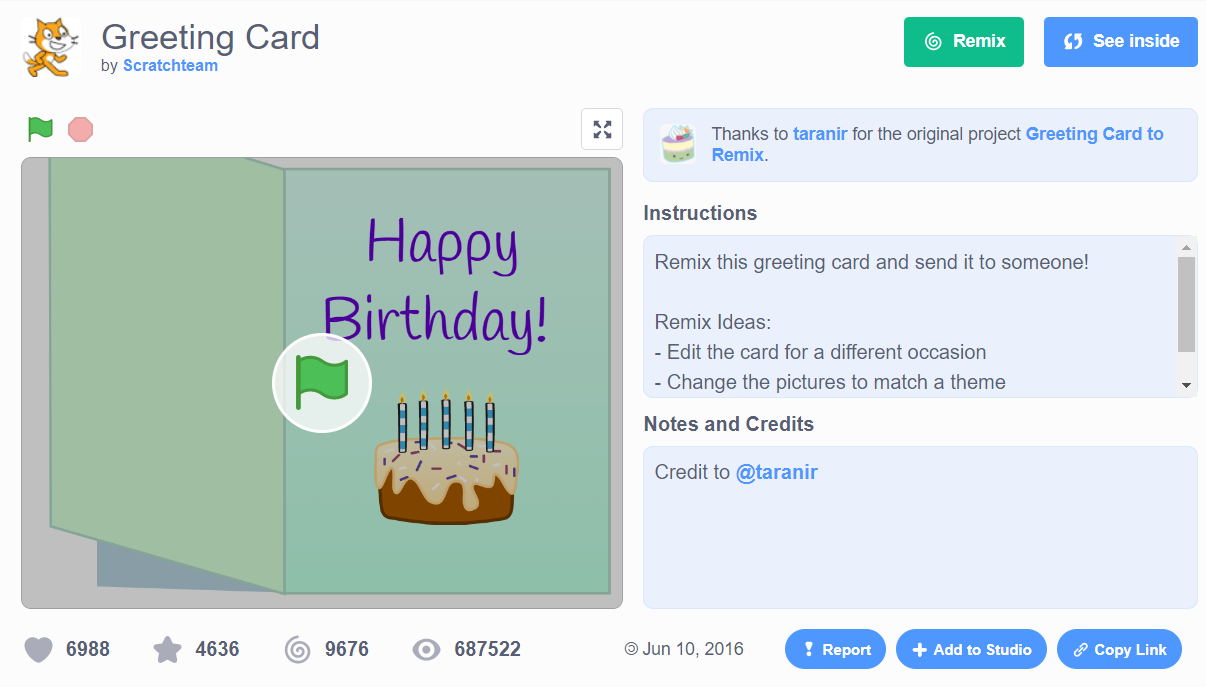 Greeting Card
by Scratchteam
Remix
See inside
Happy
Birthday!
Thanks to taranir for the original project Greeting Card to
Remix.
Instructions
Remix this greeting card and send it to someone!
Remix Ideas:
- Edit the card for a different occasion
- Change the pictures to match a theme
Notes and Credits
Credit to @taranir
6988
4636
9676
687522
© Jun 10, 2016
Report
Add to Studio
Copy Link